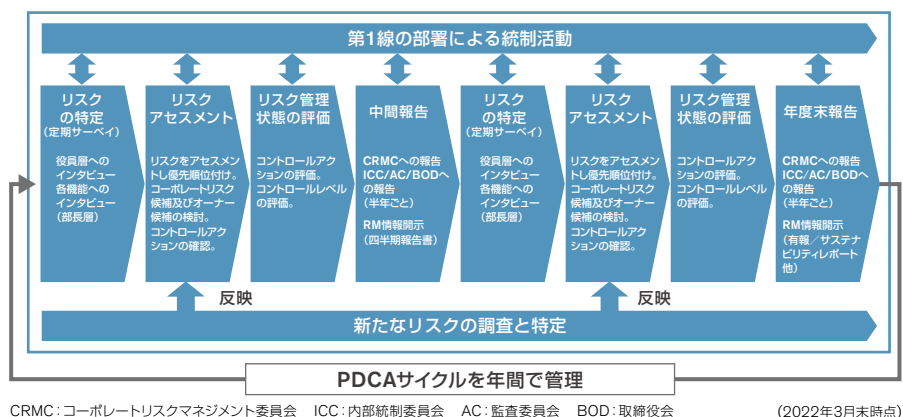 第1線の部署による統制活動
リスク
の特定
(定期サーベイ)
役員層への
インタビュー
各機能への
インタビュー
(部長層)
リスク
アセスメント
リスクをアセスメン
トし優先順位付け。
コーポレートリスク
候補及びオーナー
候補の検討。
コントロールアク
ションの確認。
リスク管理
状態の評価
コントロールアク
ションの評価。
コントロールレベル
の評価。
中間報告
CRMCへの報告
ICC/AC/BODへ
の報告
(半年ごと)
RM情報開示
(四半期報告書)
リスク
の特定
(定期サーベイ)
役員層への
インタビュー
各機能への
インタビュー
(部長層)
リスク
アセスメント
リスクをアセスメン
トし優先順位付け。
コーポレートリスク
候補及びオーナー
候補の検討。
コントロールアク
ションの確認。
リスク管理
状態の評価
コントロールアク
ションの評価。
コントロールレベル
の評価。
年度末報告
CRMCへの報告
ICC/AC/BODへ
の報告
(半年ごと)
RM情報開示
(有報/サステナ
ビリティレポート
他)
反映
反映
新たなリスクの調査と特定
PDCAサイクルを年間で管理
CRMC:コーポレートリスクマネジメント委員会 ICC:内部統制委員会 AC:監査委員会 BOD:取締役会 (2022年3月末時点)